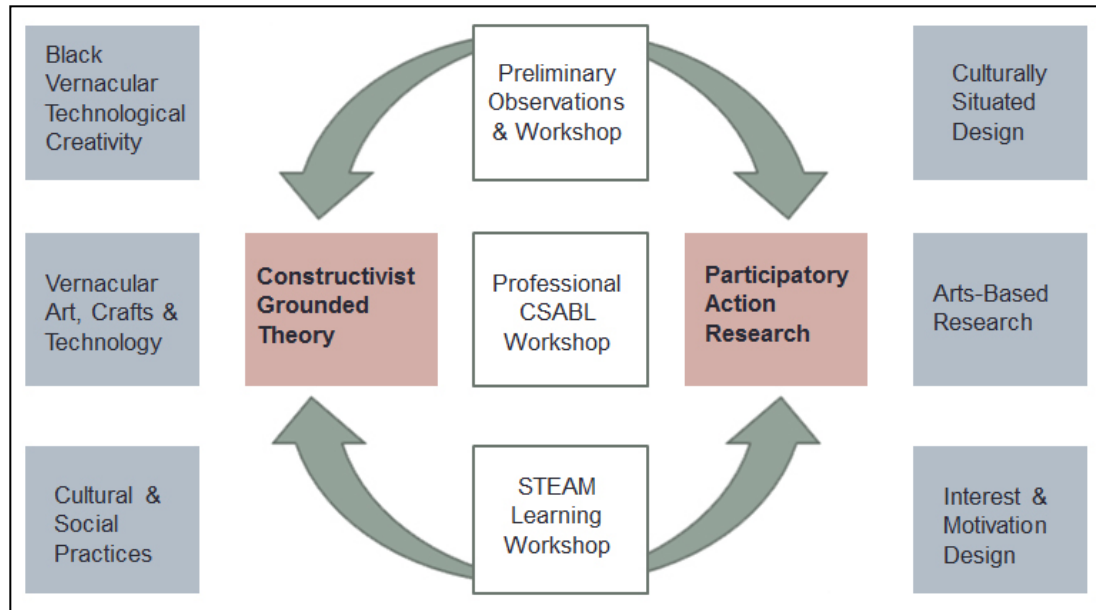 Black
Vernacular
Technological
Creativity
Preliminary
Observations
& Workshop
Culturally
Situated
Design
Vernacular
Art, Crafts &
Technology
Constructivist
Grounded
Theory
Professional
CSABL
Workshop
Participatory
Action
Research
Arts-Based
Research
Cultural &
Social
Practices
STEAM
Learning
Workshop
Interest &
Motivation
Design